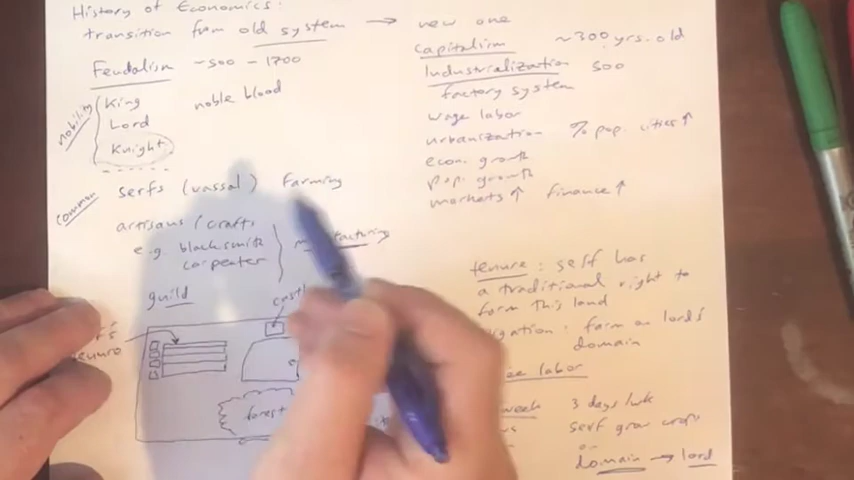 History of Economics:
transition from old system → new one
Feudalism ~500 - 1700
nobility
King
Lord
Knight
noble blood
common
serfs (vassal) farming
artisans / crafts
e.g. blacksmith
carpenter
guild
forest
Capitalism ~300 yrs. old
Industrialization 500
factory system
wage labor
urbanization % pop. cities ↑
econ. growth
pop. growth
markets ↑ finance ↑
tenure: serf has
a traditional right to
farm this land
farm on lord's
domain
labor
week 3 days/wk
serf grow crops
on
domain → lord